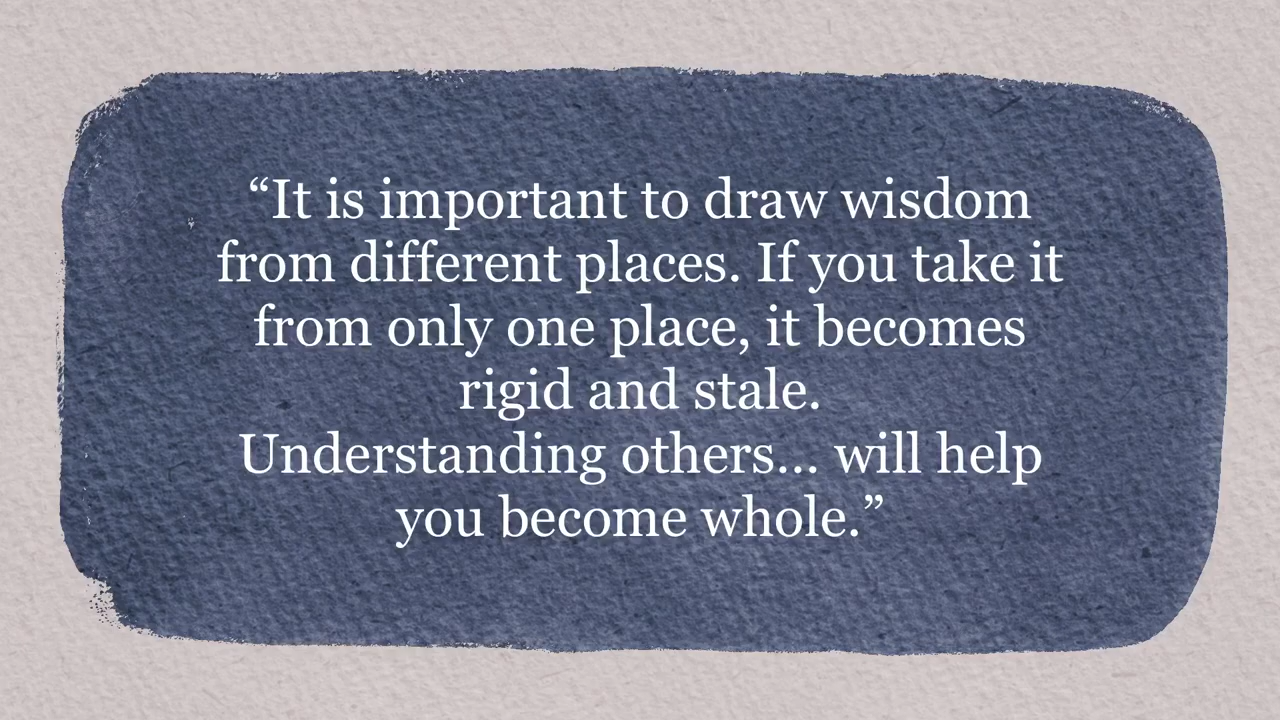 “It is important to draw wisdom
from different places. If you take it
from only one place, it becomes
rigid and stale.
Understanding others... will help
you become whole.”